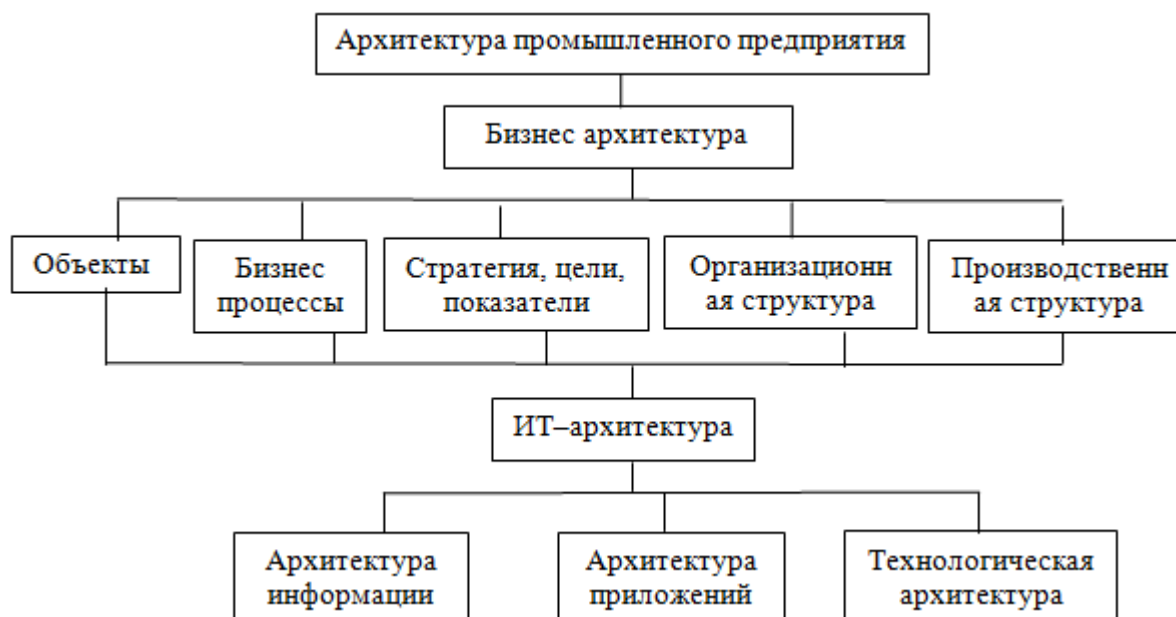 Архитектура промышленного предприятия
Бизнес архитектура
Объекты
Бизнес
процессы
Стратегия, цели,
показатели
Организационн
ая структура
Производственн
ая структура
ИТ–архитектура
Архитектура
информации
Архитектура
приложений
Технологическая
архитектура